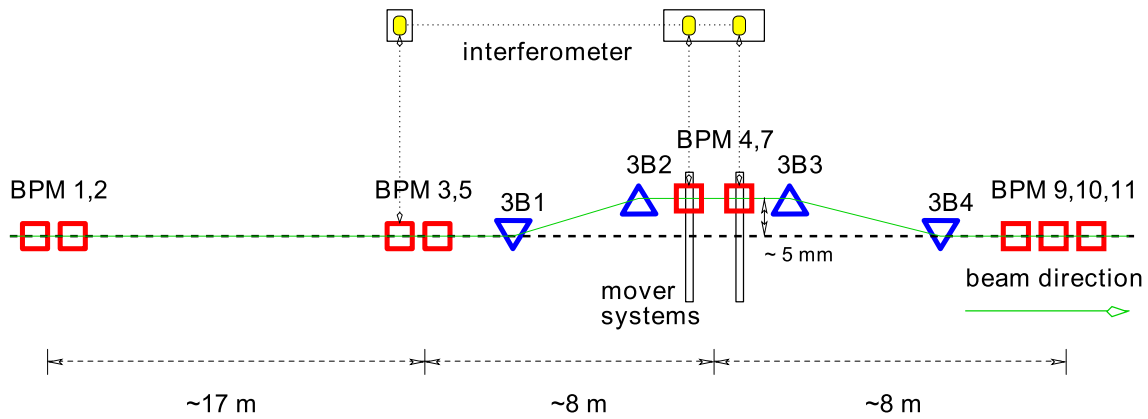 interferometer
BPM 4,7
3B2
3B3
BPM 1,2
BPM 3,5
3B1
3B4
BPM 9,10,11
~ 5 mm
mover
systems
beam direction
~17 m
~8 m
~8 m